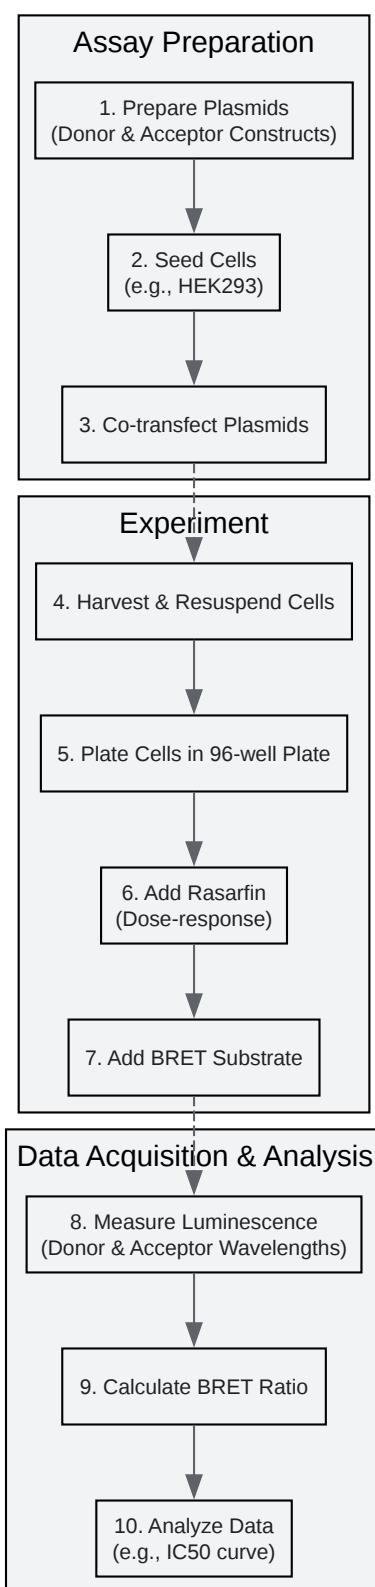 Assay Preparation
1. Prepare Plasmids
(Donor & Acceptor Constructs)
2. Seed Cells
(e.g., HEK293)
3. Co-transfect Plasmids
Experiment
4. Harvest & Resuspend Cells
5. Plate Cells in 96-well Plate
6. Add Rasarfin
(Dose-response)
7. Add BRET Substrate
Data Acquisition & Analysis
8. Measure Luminescence
(Donor & Acceptor Wavelengths)
9. Calculate BRET Ratio
10. Analyze Data
(e.g., IC50 curve)